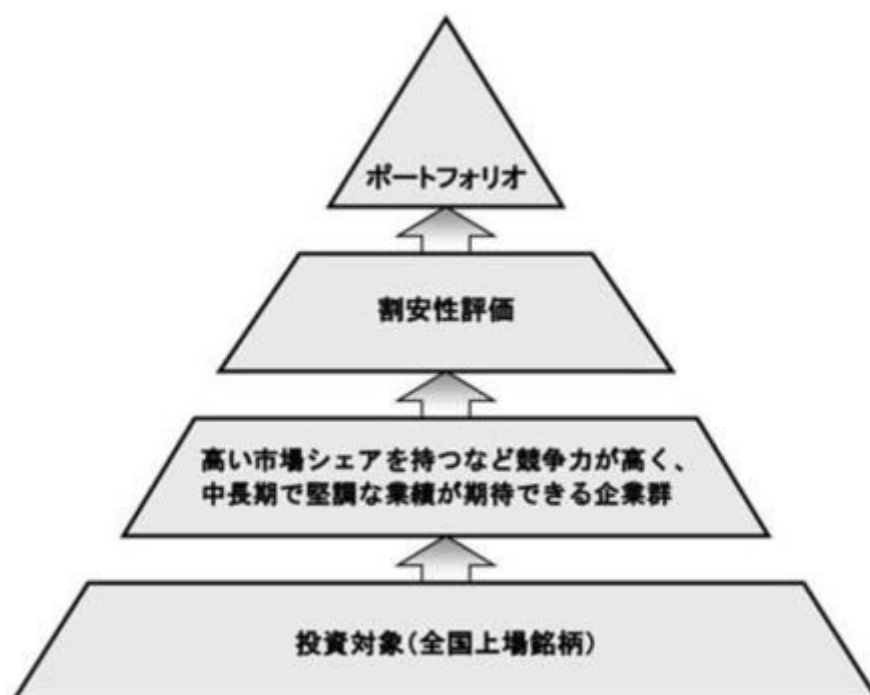 ポートフォリオ
割安性評価
高い市場シェアを持つなど競争力が高く、
中長期で堅調な業績が期待できる企業群
投資対象(全国上場銘柄)